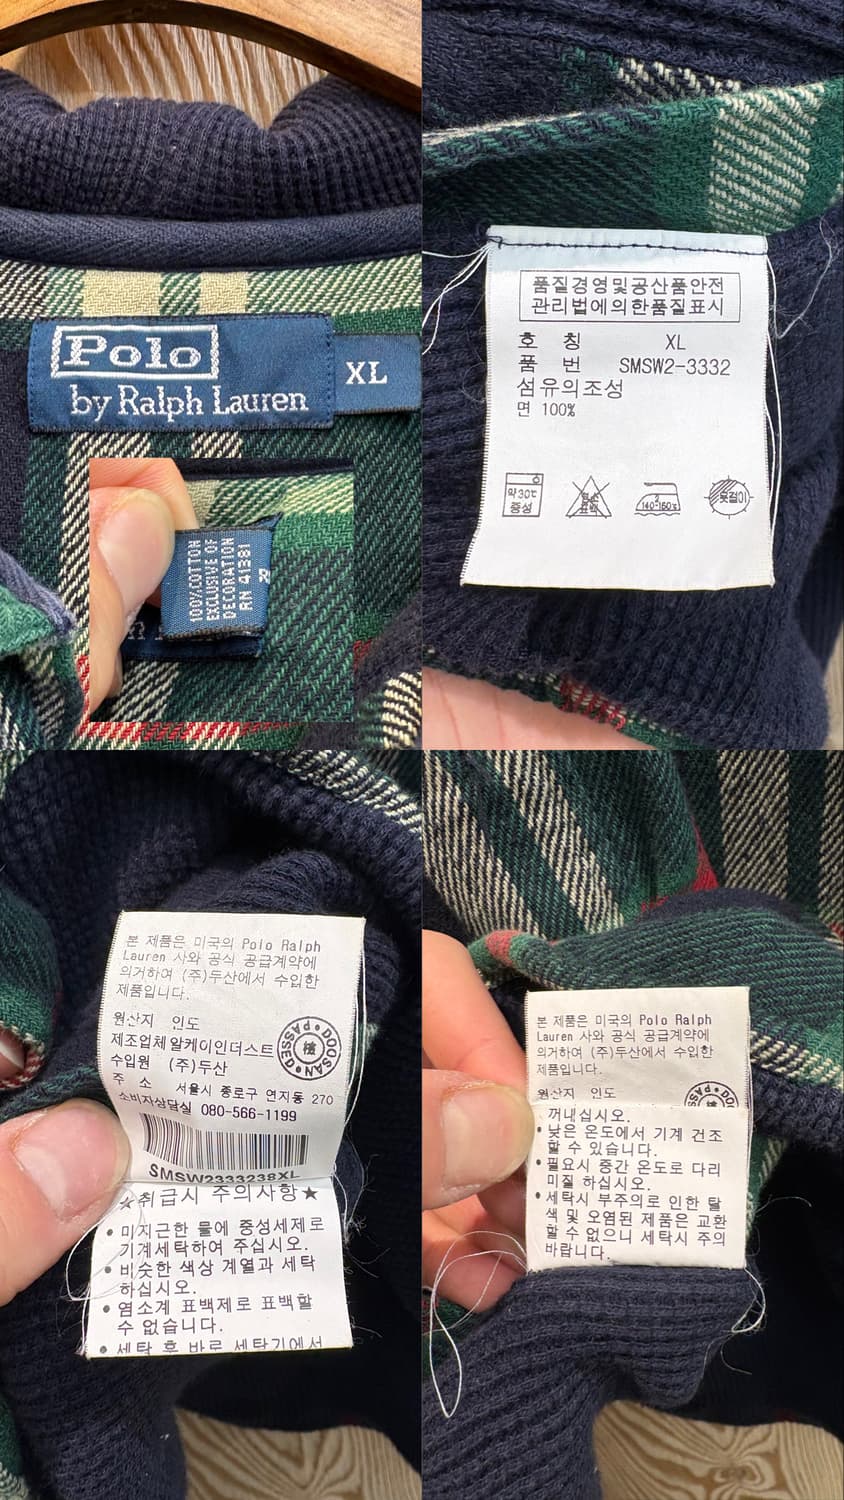 Polo
by Ralph Lauren
XL
100% COTTON
EXCLUSIVE OF
DECORATION
RN 41381
품질경영및공산품안전
관리법에의한품질표시
호 칭 XL
품 번 SMSW2-3332
섬유의조성
면 100%
약30℃
중성
염소
표백
2
140-160℃
옷걸이
본 제품은 미국의 Polo Ralph
Lauren 사와 공식 공급계약에
의거하여 (주)두산에서 수입한
제품입니다.
원산지 인도
제조업체 알케이인더스트
수입원 (주)두산
주 소 서울시 종로구 연지동 270
소비자상담실 080-566-1199
DOOSAN
PASSED
SMSW2333238XL
★취급시 주의사항★
• 미지근한 물에 중성세제로
기계세탁하여 주십시오.
• 비슷한 색상 계열과 세탁
하십시오.
• 염소계 표백제로 표백할
수 없습니다.
• 세탁 후 바로 세탁기에서
본 제품은 미국의 Polo Ralph
Lauren 사와 공식 공급계약에
의거하여 (주)두산에서 수입한
제품입니다.
원산지 인도
꺼내십시오.
• 낮은 온도에서 기계 건조
할 수 있습니다.
• 필요시 중간 온도로 다리
미질 하십시오.
• 세탁시 부주의로 인한 탈
색 및 오염된 제품은 교환
할 수 없으니 세탁시 주의
바랍니다.